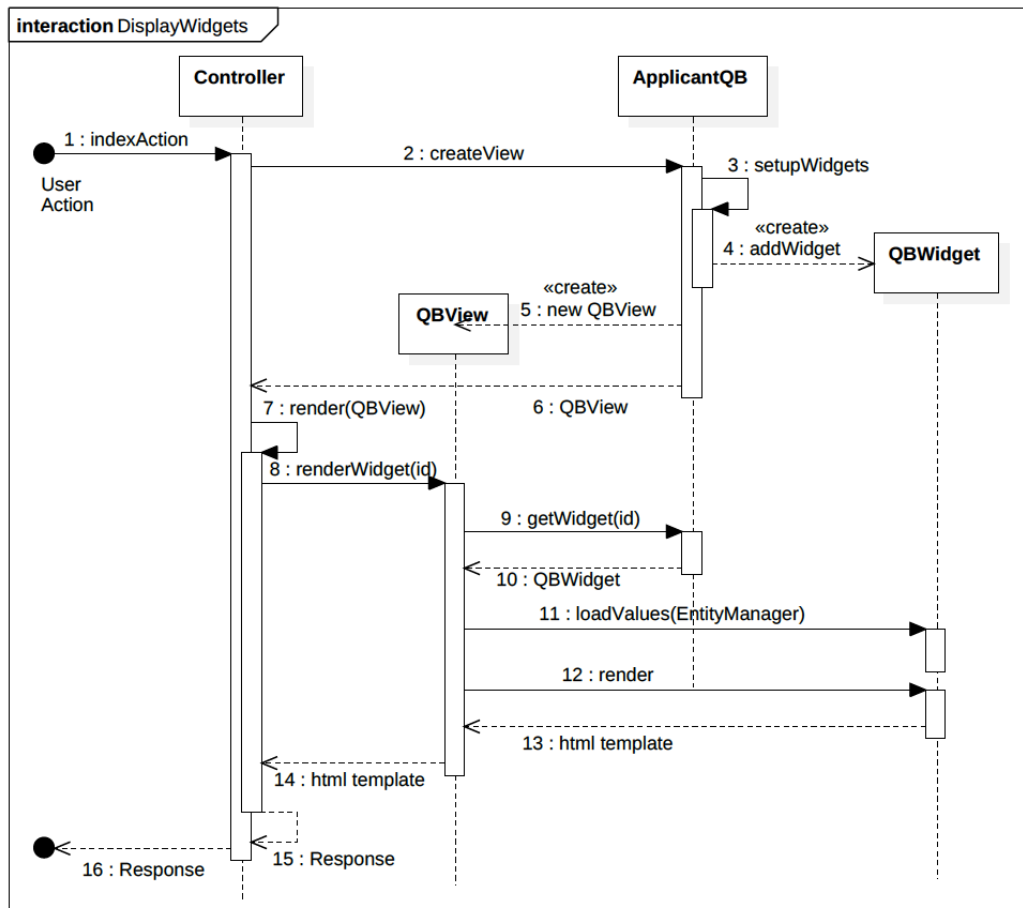 interaction DisplayWidgets
Controller
ApplicantQB
1 : indexAction
User
Action
2 : createView
3 : setupWidgets
«create»
4 : addWidget
QBWidget
«create»
5 : new QBView
QBView
6 : QBView
7 : render(QBView)
8 : renderWidget(id)
9 : getWidget(id)
10 : QBWidget
11 : loadValues(EntityManager)
12 : render
13 : html template
14 : html template
15 : Response
16 : Response